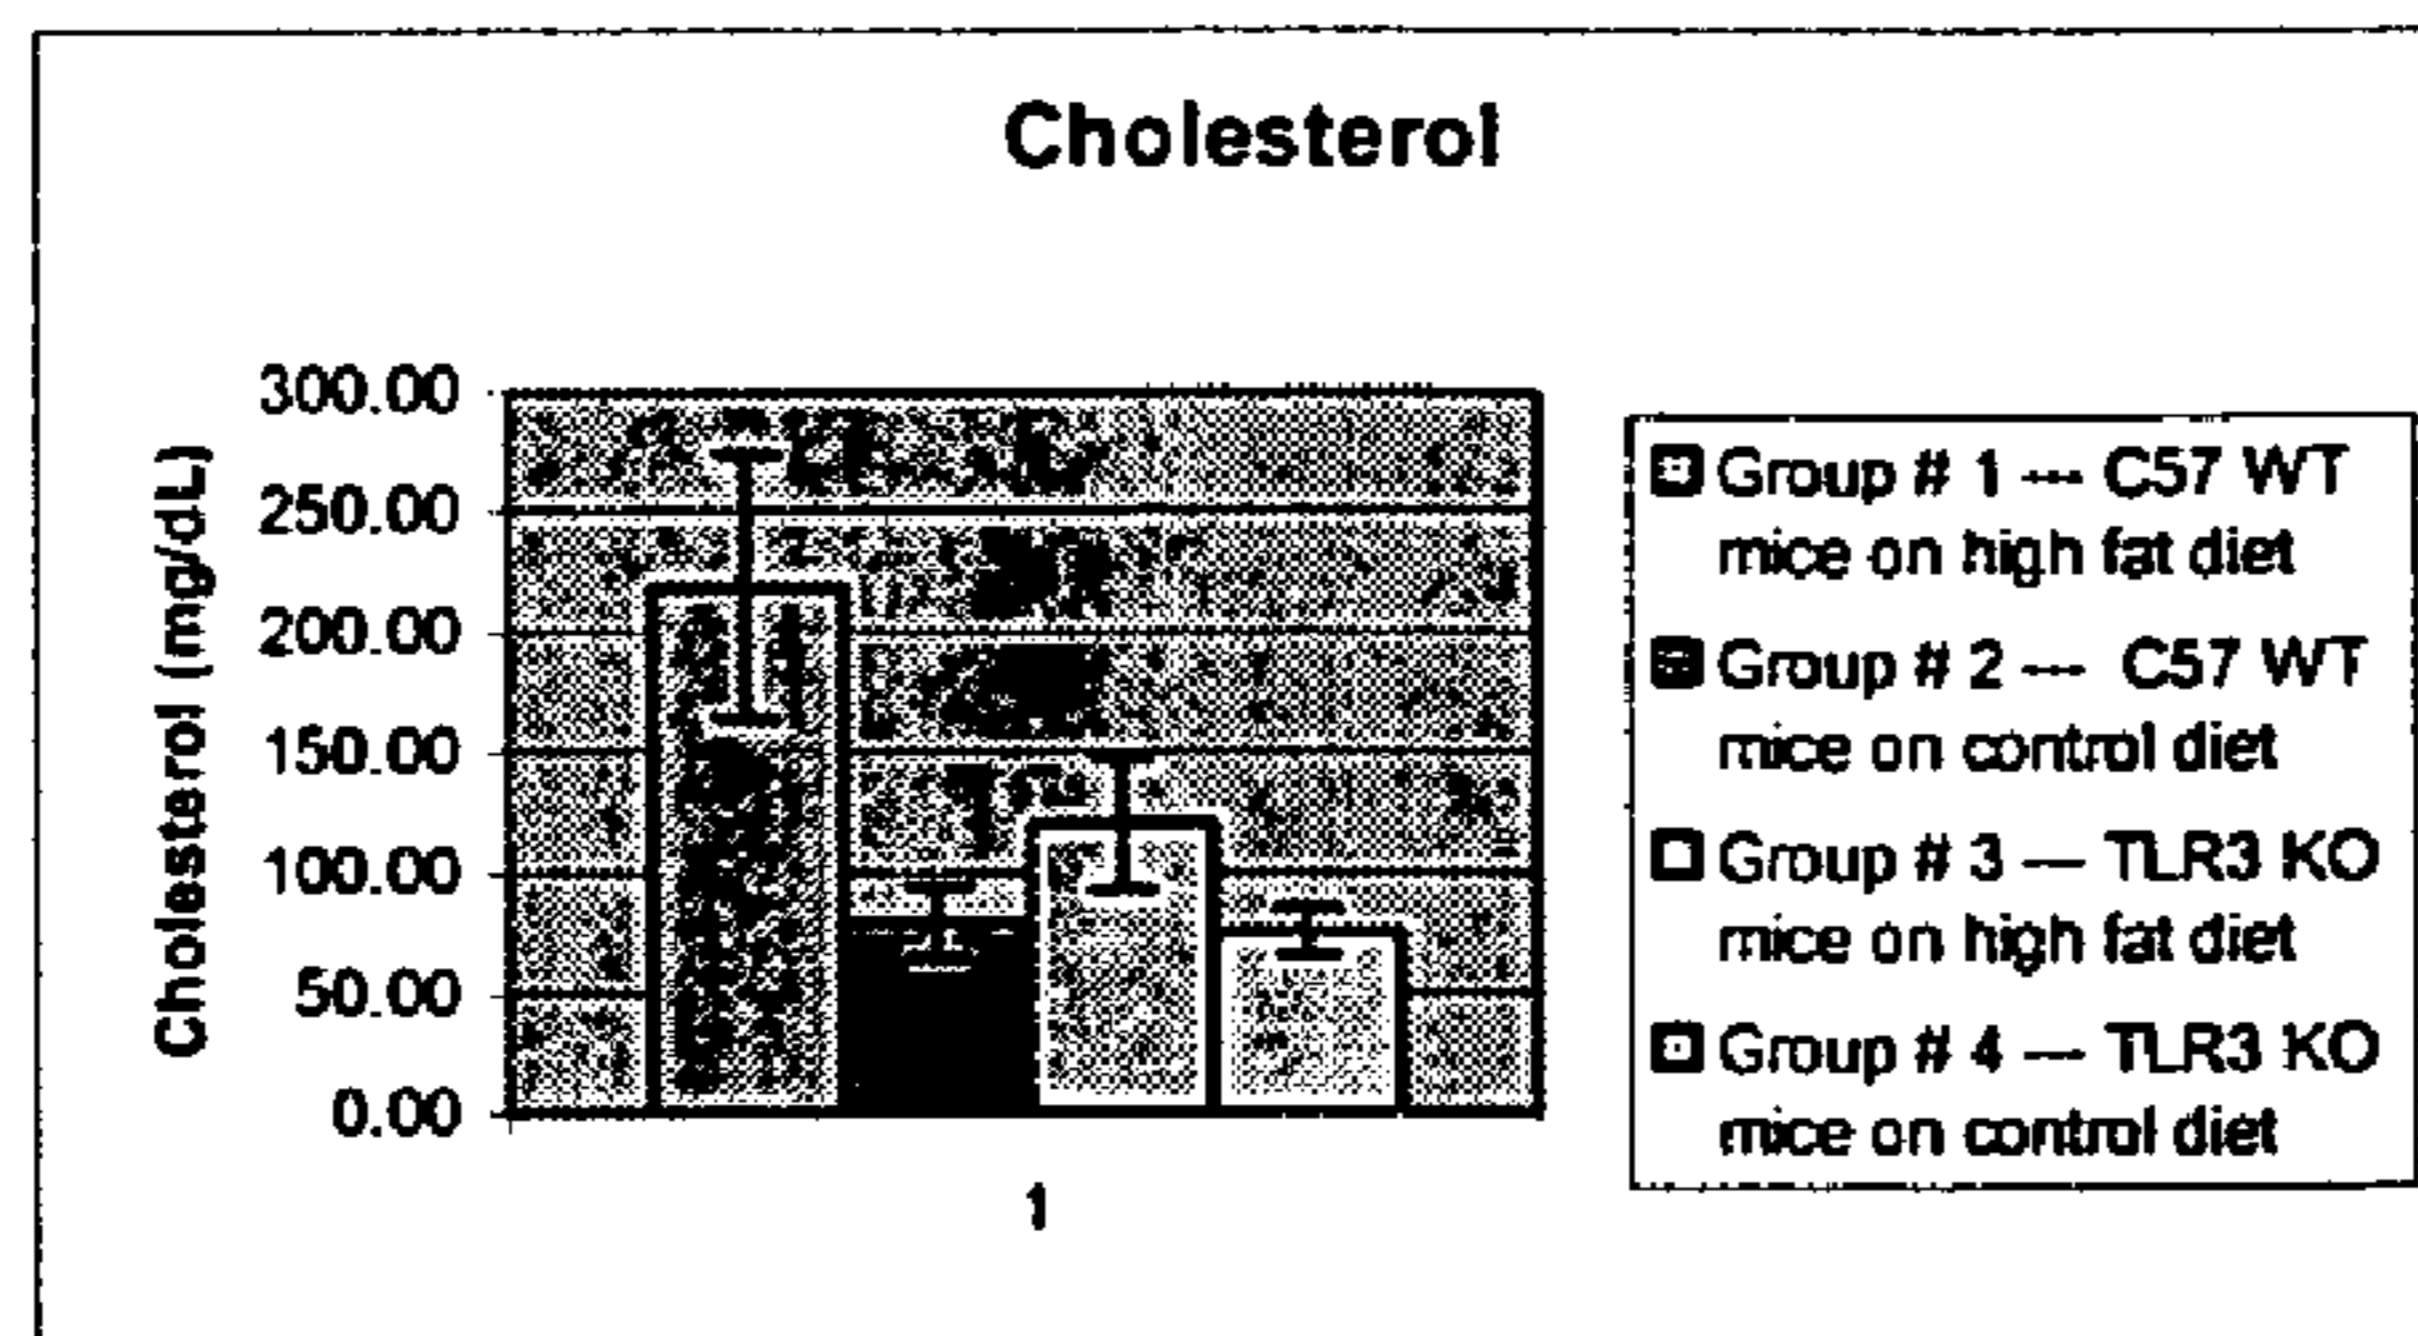 Cholesterol
Cholesterol (mg/dL)
300.00
250.00
200.00
150.00
100.00
50.00
0.00
1
Group # 1 --- C57 WT
mice on high fat diet
Group # 2 --- C57 WT
mice on control diet
Group # 3 --- TLR3 KO
mice on high fat diet
Group # 4 --- TLR3 KO
mice on control diet